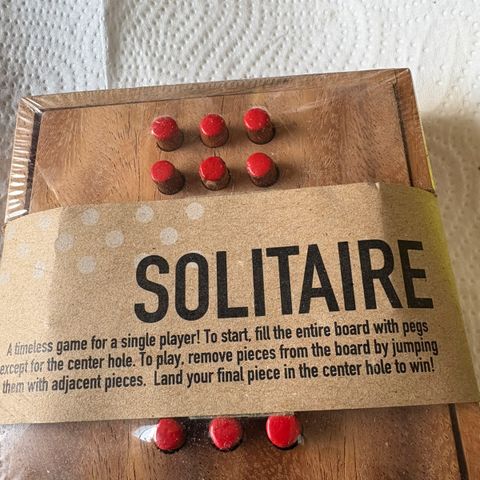 SOLITAIRE
A timeless game for a single player! To start, fill the entire board with pegs
except for the center hole. To play, remove pieces from the board by jumping
them with adjacent pieces. Land your final piece in the center hole to win!